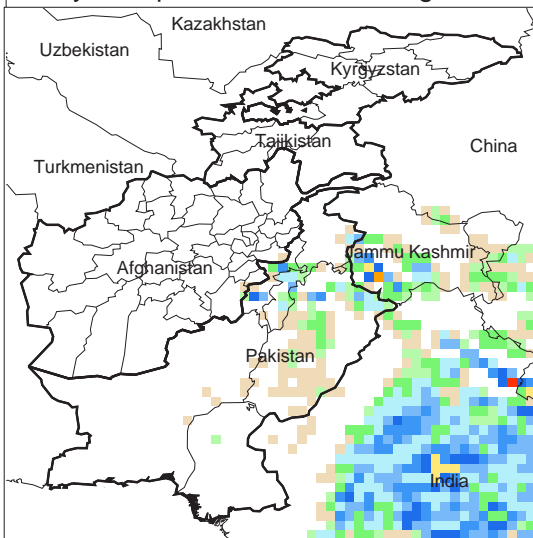 Kazakhstan
Uzbekistan
Kyrgyzstan
Tajikistan
China
Turkmenistan
Jammu Kashmir
Afghanistan
Pakistan
India